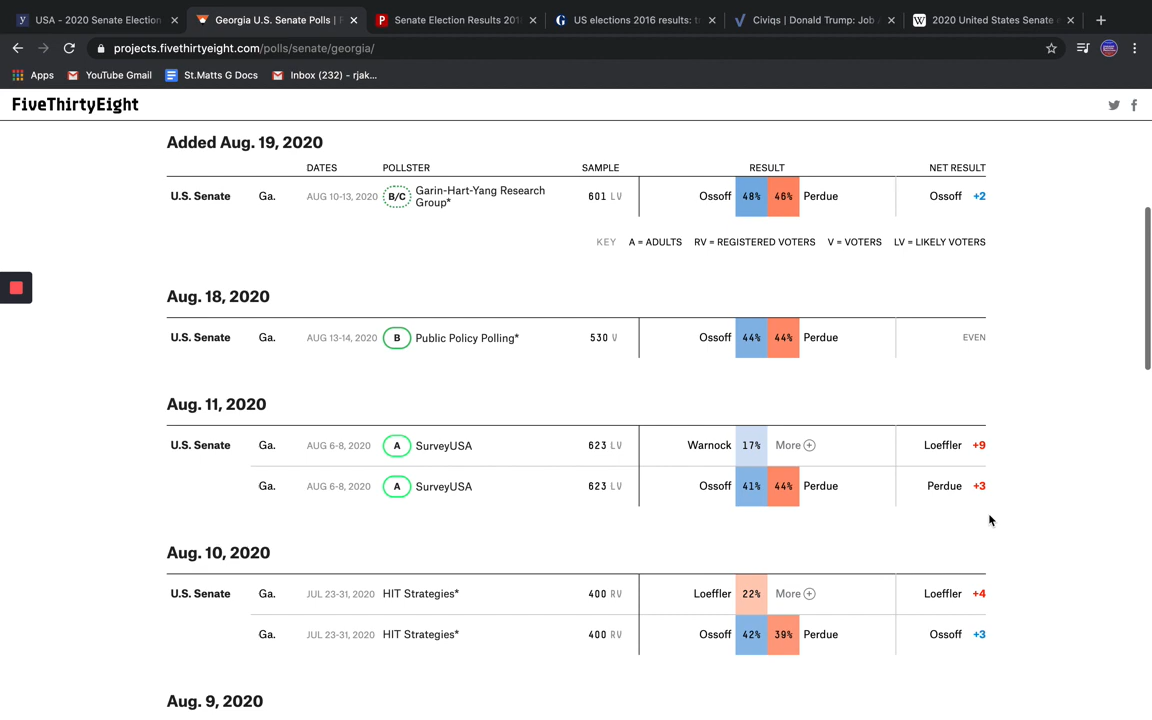 USA - 2020 Senate Election
Georgia U.S. Senate Polls | F
Senate Election Results 201
US elections 2016 results: t
Civiqs | Donald Trump: Job A
2020 United States Senate e
projects.fivethirtyeight.com/polls/senate/georgia/
Apps YouTube Gmail St.Matts G Docs Inbox (232) - rjak...
FiveThirtyEight
Added Aug. 19, 2020
DATES POLLSTER SAMPLE RESULT NET RESULT
U.S. Senate Ga. AUG 10-13, 2020 B/C Garin-Hart-Yang Research
Group* 601 LV Ossoff 48% 46% Perdue Ossoff +2
KEY A = ADULTS RV = REGISTERED VOTERS V = VOTERS LV = LIKELY VOTERS
Aug. 18, 2020
U.S. Senate Ga. AUG 13-14, 2020 B Public Policy Polling* 530 V Ossoff 44% 44% Perdue EVEN
Aug. 11, 2020
U.S. Senate Ga. AUG 6-8, 2020 A SurveyUSA 623 LV Warnock 17% More Loeffler +9
Ga. AUG 6-8, 2020 A SurveyUSA 623 LV Ossoff 41% 44% Perdue Perdue +3
Aug. 10, 2020
U.S. Senate Ga. JUL 23-31, 2020 HIT Strategies* 400 RV Loeffler 22% More Loeffler +4
Ga. JUL 23-31, 2020 HIT Strategies* 400 RV Ossoff 42% 39% Perdue Ossoff +3
Aug. 9, 2020